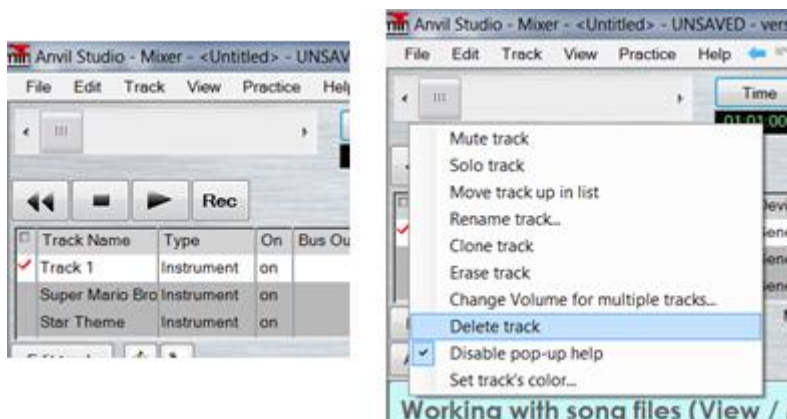 Anvil Studio - Mixer - <Untitled> - UNSAV
File Edit Track View Practice Help
Rec
Track Name Type On Bus Ou
Track 1 Instrument on
Super Mario Bro Instrument on
Star Theme Instrument on
Anvil Studio - Mixer - <Untitled> - UNSAVED - vers
File Edit Track View Practice Help
Time
01:01:00
Mute track
Solo track
Move track up in list
Rename track...
Clone track
Erase track
Change Volume for multiple tracks...
Delete track
Disable pop-up help
Set track's color...
Working with song files (View /